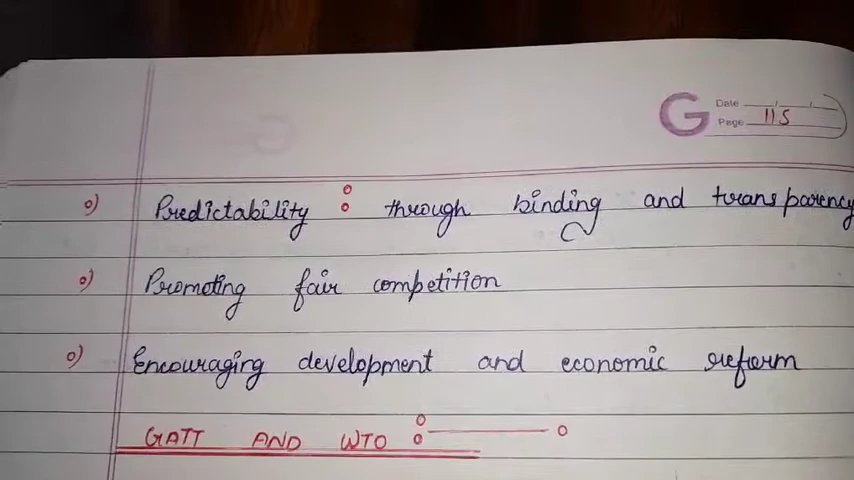 G Date
Page 115
o) Predictability : through binding and transparency
o) Promoting fair competition
o) Encouraging development and economic reform
GATT AND WTO :